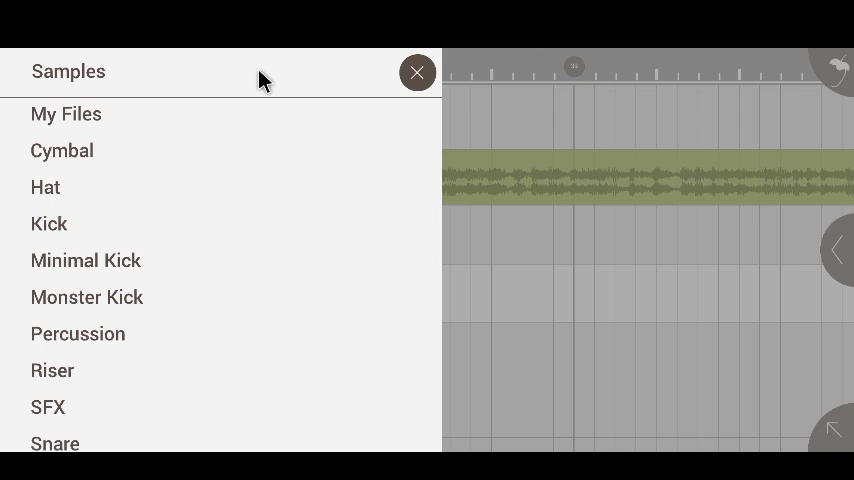 Samples
My Files
Cymbal
Hat
Kick
Minimal Kick
Monster Kick
Percussion
Riser
SFX
Snare